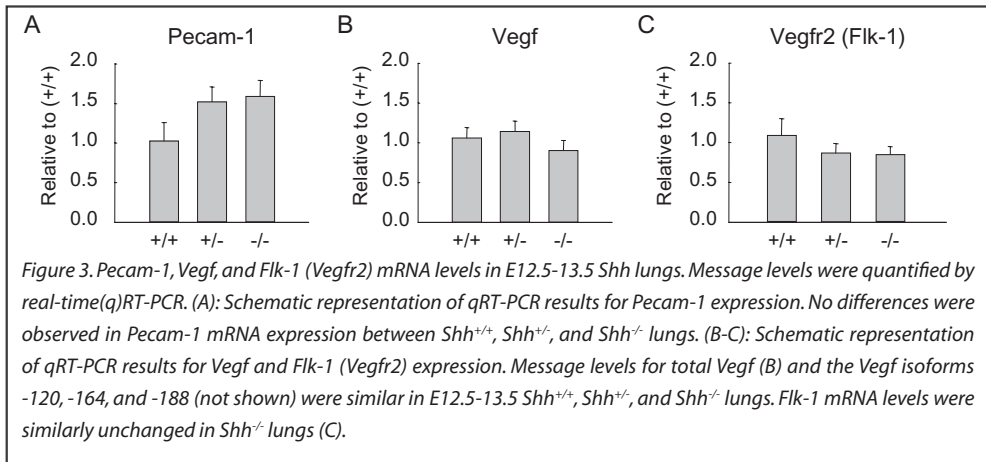 A
Pecam-1
Relative to (+/+)
2.0
1.5
1.0
0.5
0.0
+/+ +/- -/-
B
Vegf
Relative to (+/+)
2.0
1.5
1.0
0.5
0.0
+/+ +/- -/-
C
Vegfr2 (Flk-1)
Relative to (+/+)
2.0
1.5
1.0
0.5
0.0
+/+ +/- -/-
Figure 3. Pecam-1, Vegf, and Flk-1 (Vegfr2) mRNA levels in E12.5-13.5 Shh lungs. Message levels were quantified by
real-time(q)RT-PCR. (A): Schematic representation of qRT-PCR results for Pecam-1 expression. No differences were
observed in Pecam-1 mRNA expression between Shh+/+, Shh+/-, and Shh-/- lungs. (B-C): Schematic representation
of qRT-PCR results for Vegf and Flk-1 (Vegfr2) expression. Message levels for total Vegf (B) and the Vegf isoforms
-120, -164, and -188 (not shown) were similar in E12.5-13.5 Shh+/+, Shh+/-, and Shh-/- lungs. Flk-1 mRNA levels were
similarly unchanged in Shh-/- lungs (C).